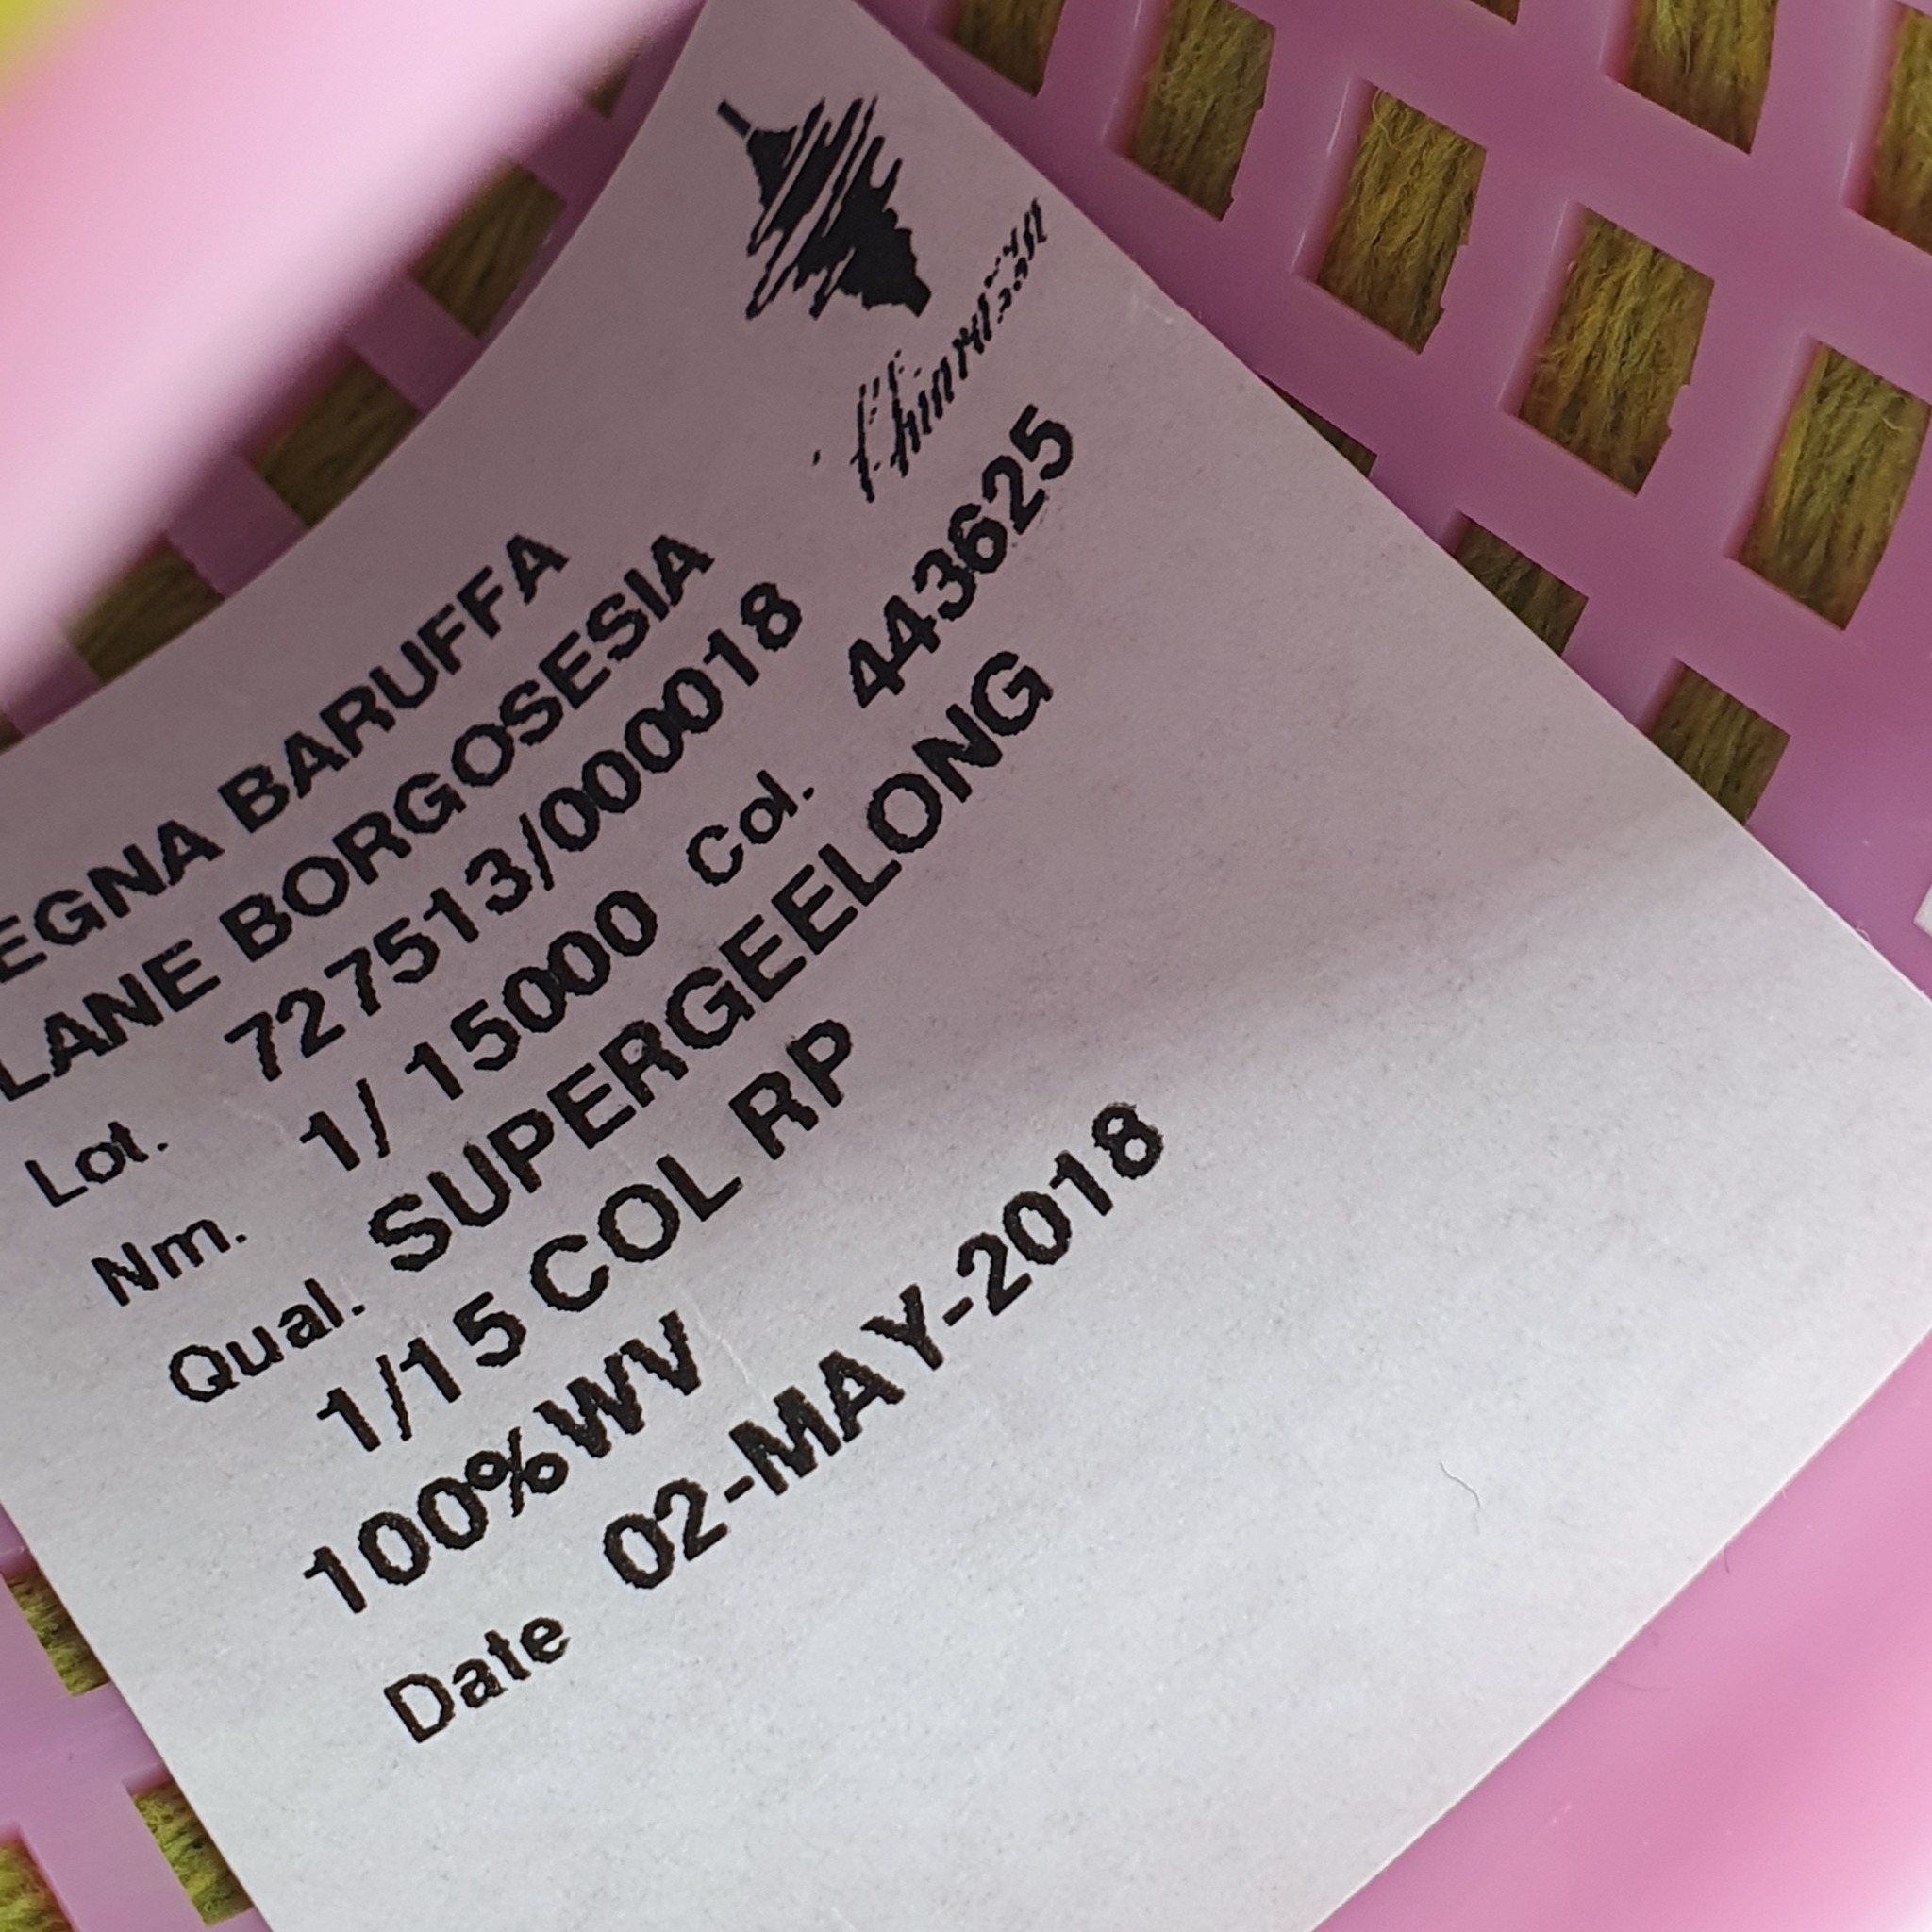 Chiavazza
EGNA BARUFFA
LANE BORGOSESIA
Lot. 727513/000018
Nm. 1/ 15000 Col. 443625
Qual. SUPERGEELONG
1/15 COL RP
100%WV
Date 02-MAY-2018